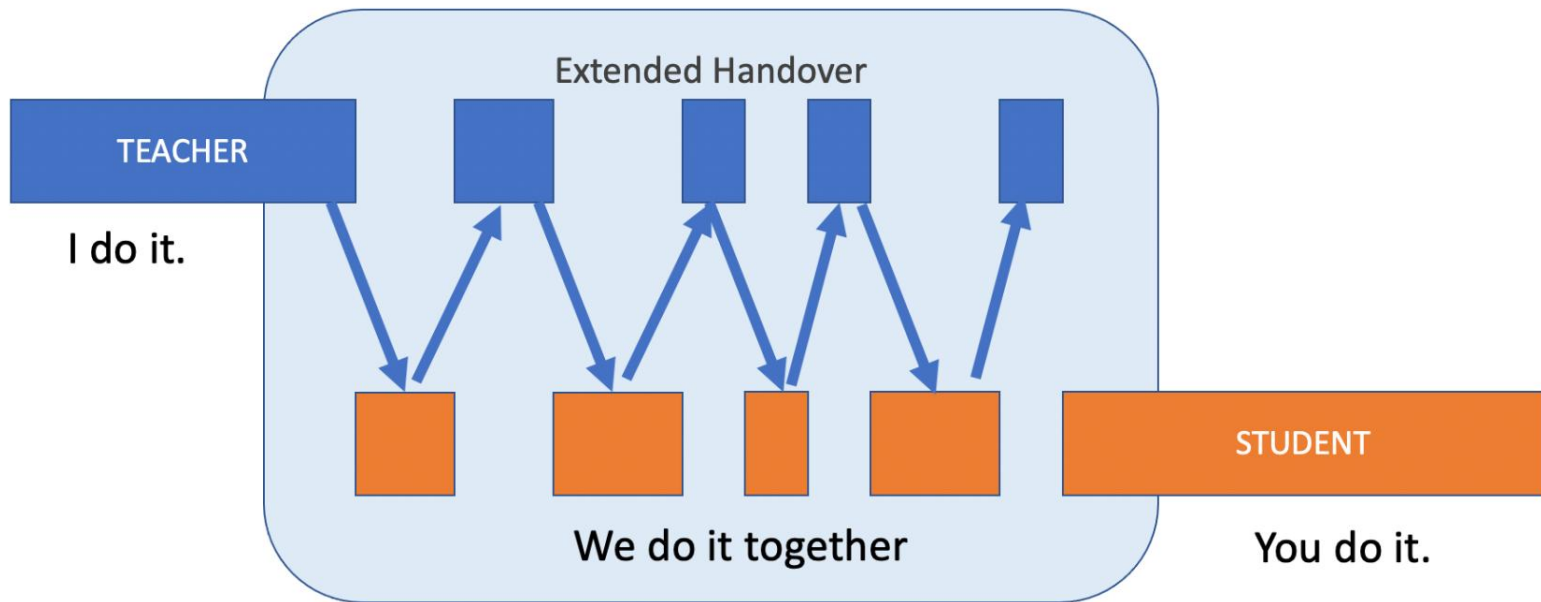 Extended Handover
TEACHER
I do it.
STUDENT
We do it together
You do it.